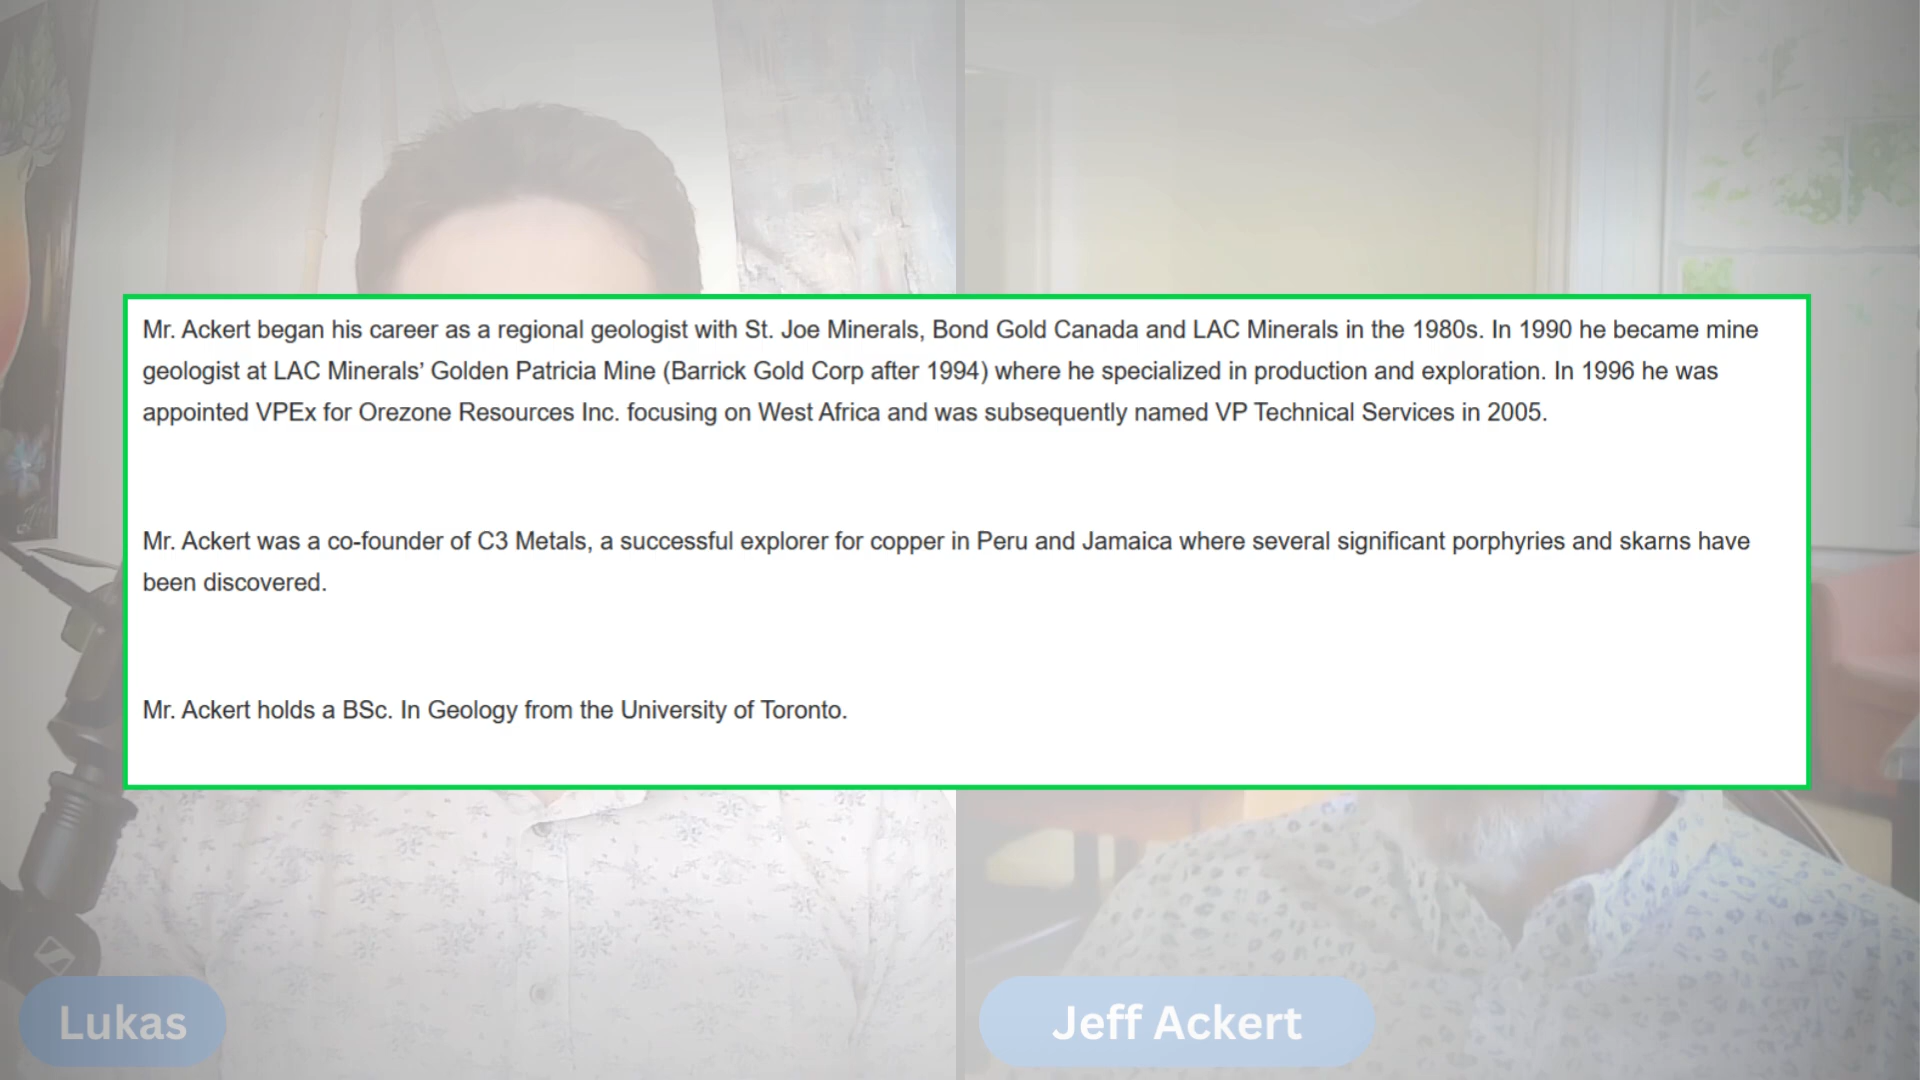 Mr. Ackert began his career as a regional geologist with St. Joe Minerals, Bond Gold Canada and LAC Minerals in the 1980s. In 1990 he became mine
geologist at LAC Minerals’ Golden Patricia Mine (Barrick Gold Corp after 1994) where he specialized in production and exploration. In 1996 he was
appointed VPEx for Orezone Resources Inc. focusing on West Africa and was subsequently named VP Technical Services in 2005.
Mr. Ackert was a co-founder of C3 Metals, a successful explorer for copper in Peru and Jamaica where several significant porphyries and skarns have
been discovered.
Mr. Ackert holds a BSc. In Geology from the University of Toronto.
Lukas
Jeff Ackert